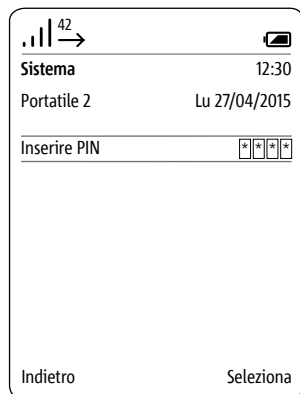 42
Sistema 12:30
Portatile 2 Lu 27/04/2015
Inserire PIN ****
Indietro Seleziona